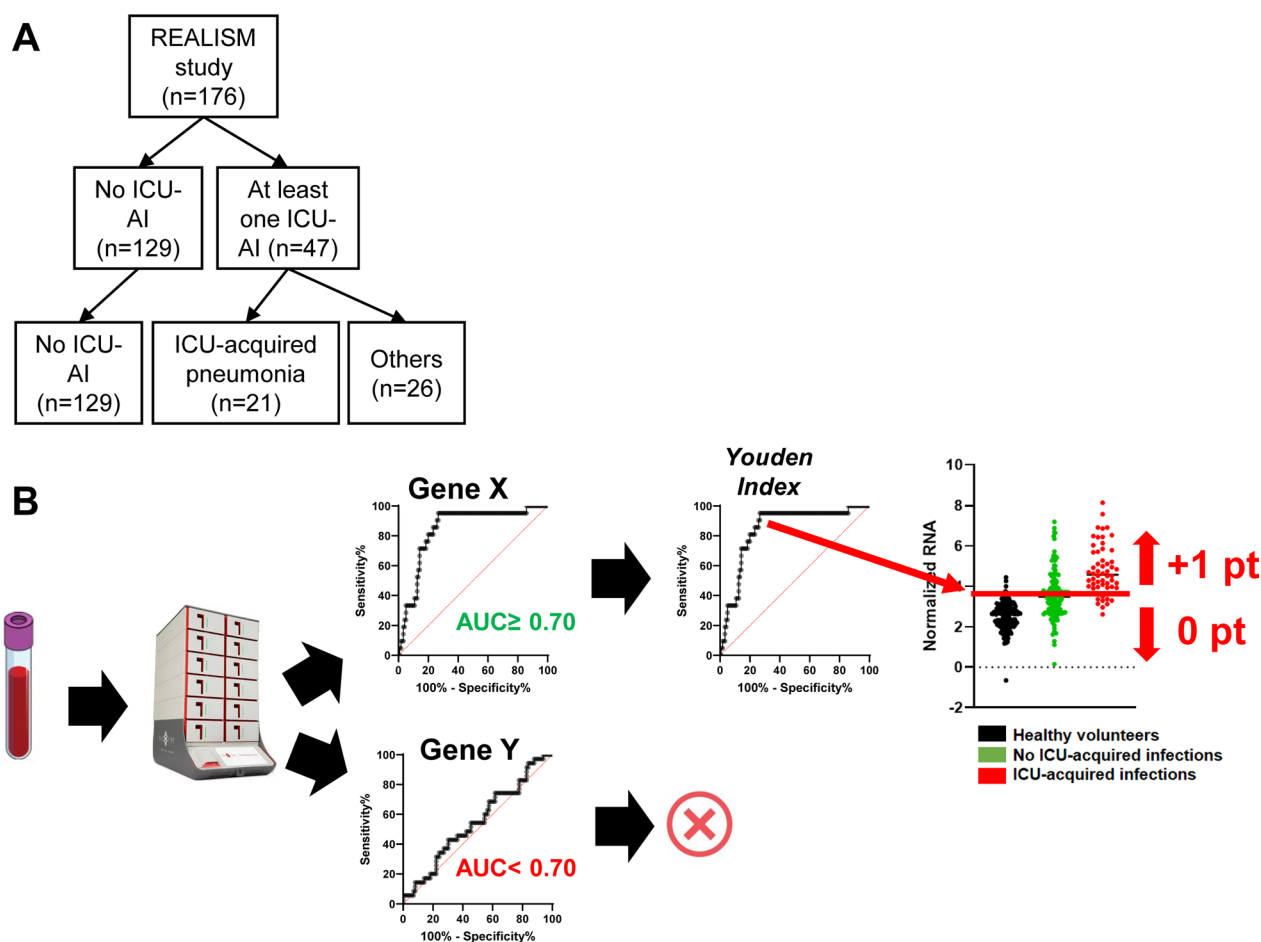 A
REALISM
study
(n=176)
No ICU-
AI
(n=129)
At least
one ICU-
AI (n=47)
No ICU-
AI
(n=129)
ICU-acquired
pneumonia
(n=21)
Others
(n=26)
B
Gene X
100
80
60
40
20
0
Sensitivity%
AUC≥ 0.70
0 20 40 60 80 100
100% - Specificity%
Youden
Index
100
80
60
40
20
0
Sensitivity%
0 20 40 60 80 100
100% - Specificity%
10
8
6
4
2
0
-2
Normalized RNA
+1 pt
0 pt
Healthy volunteers
No ICU-acquired infections
ICU-acquired infections
Gene Y
100
80
60
40
20
0
Sensitivity%
AUC< 0.70
0 20 40 60 80 100
100% - Specificity%